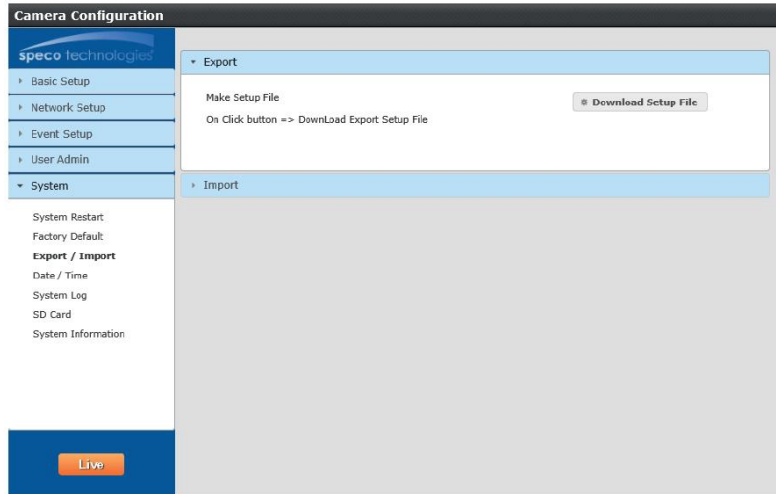 Camera Configuration
speco technologies
Basic Setup
Network Setup
Event Setup
User Admin
System
System Restart
Factory Default
Export / Import
Date / Time
System Log
SD Card
System Information
Live
Export
Make Setup File
Download Setup File
On Click button => DownLoad Export Setup File
Import